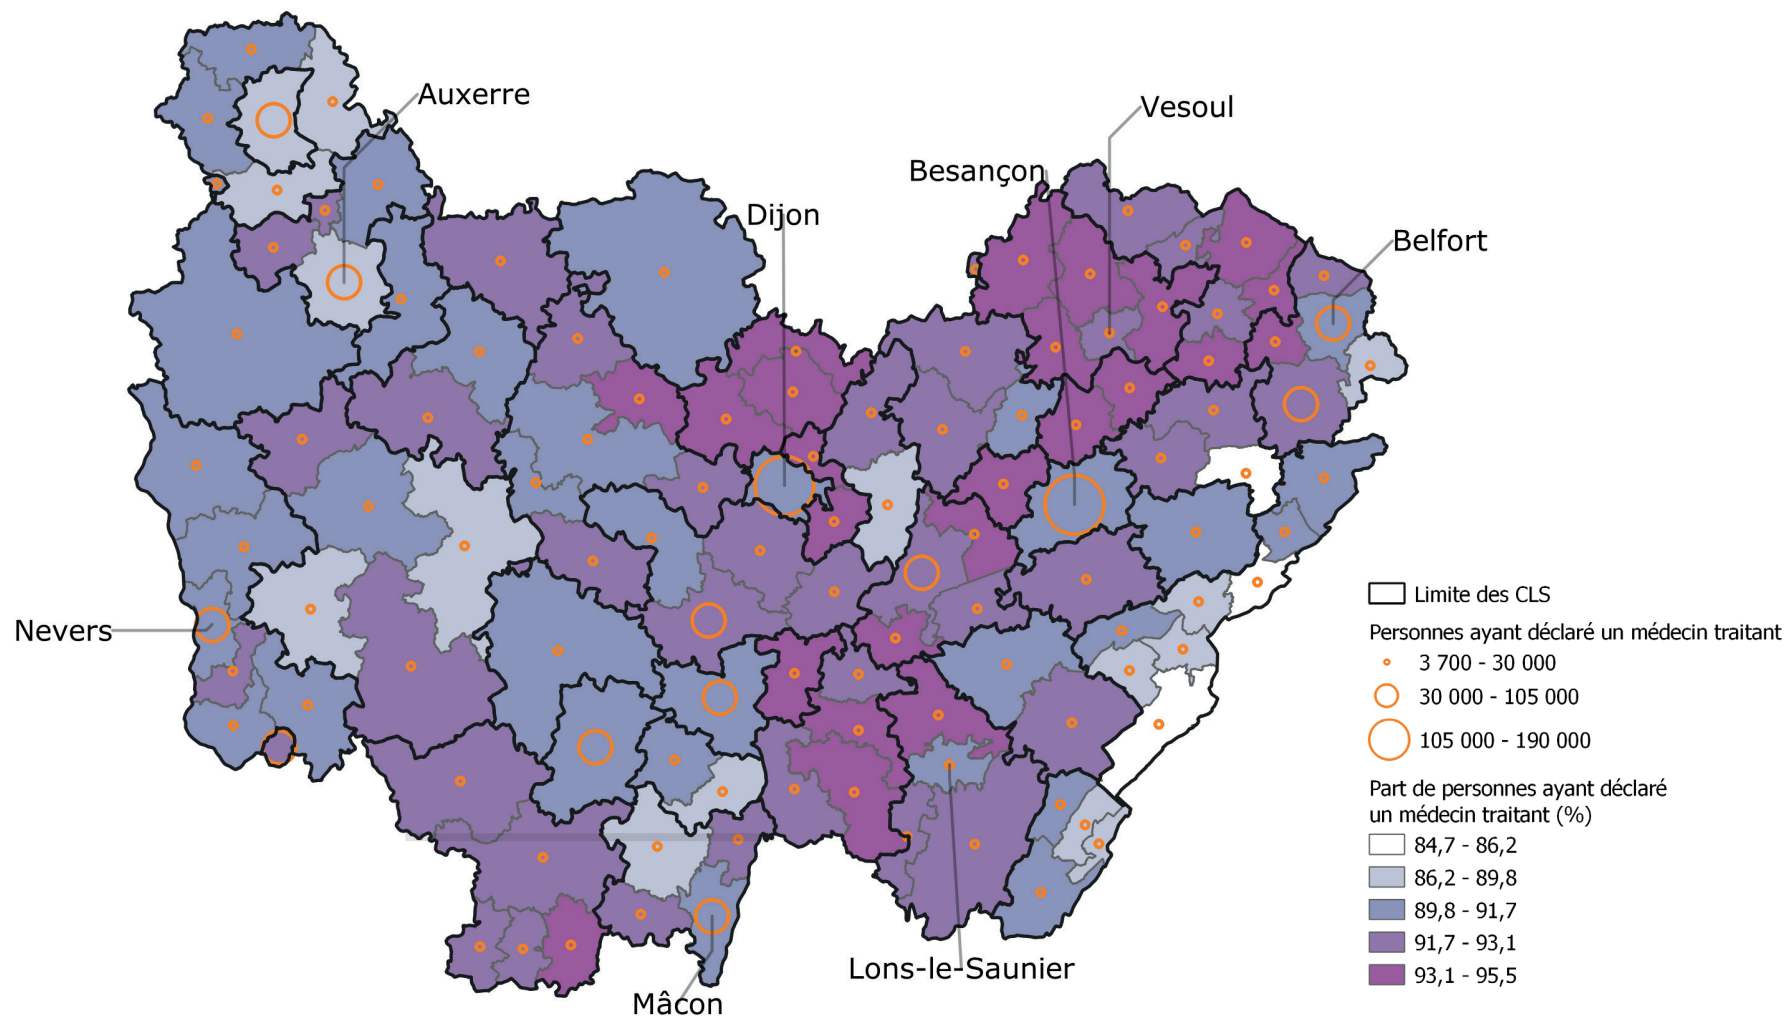 Auxerre
Vesoul
Besançon
Dijon
Belfort
Nevers
Lons-le-Saunier
Mâcon
Limite des CLS
Personnes ayant déclaré un médecin traitant
3 700 - 30 000
30 000 - 105 000
105 000 - 190 000
Part de personnes ayant déclaré
un médecin traitant (%)
84,7 - 86,2
86,2 - 89,8
89,8 - 91,7
91,7 - 93,1
93,1 - 95,5